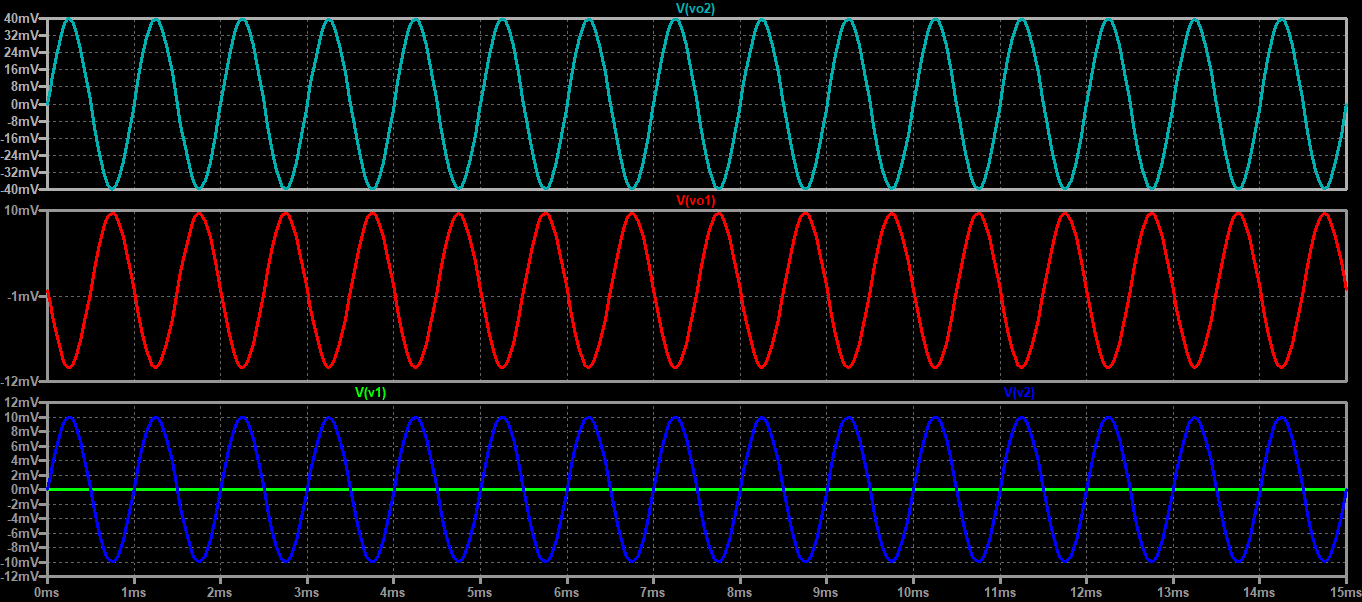 V(vo2)
40mV
32mV
24mV
16mV
8mV
0mV
-8mV
-16mV
-24mV
-32mV
-40mV
V(vo1)
10mV
-1mV
-12mV
V(v1) V(v2)
12mV
10mV
8mV
6mV
4mV
2mV
0mV
-2mV
-4mV
-6mV
-8mV
-10mV
-12mV
0ms 1ms 2ms 3ms 4ms 5ms 6ms 7ms 8ms 9ms 10ms 11ms 12ms 13ms 14ms 15ms